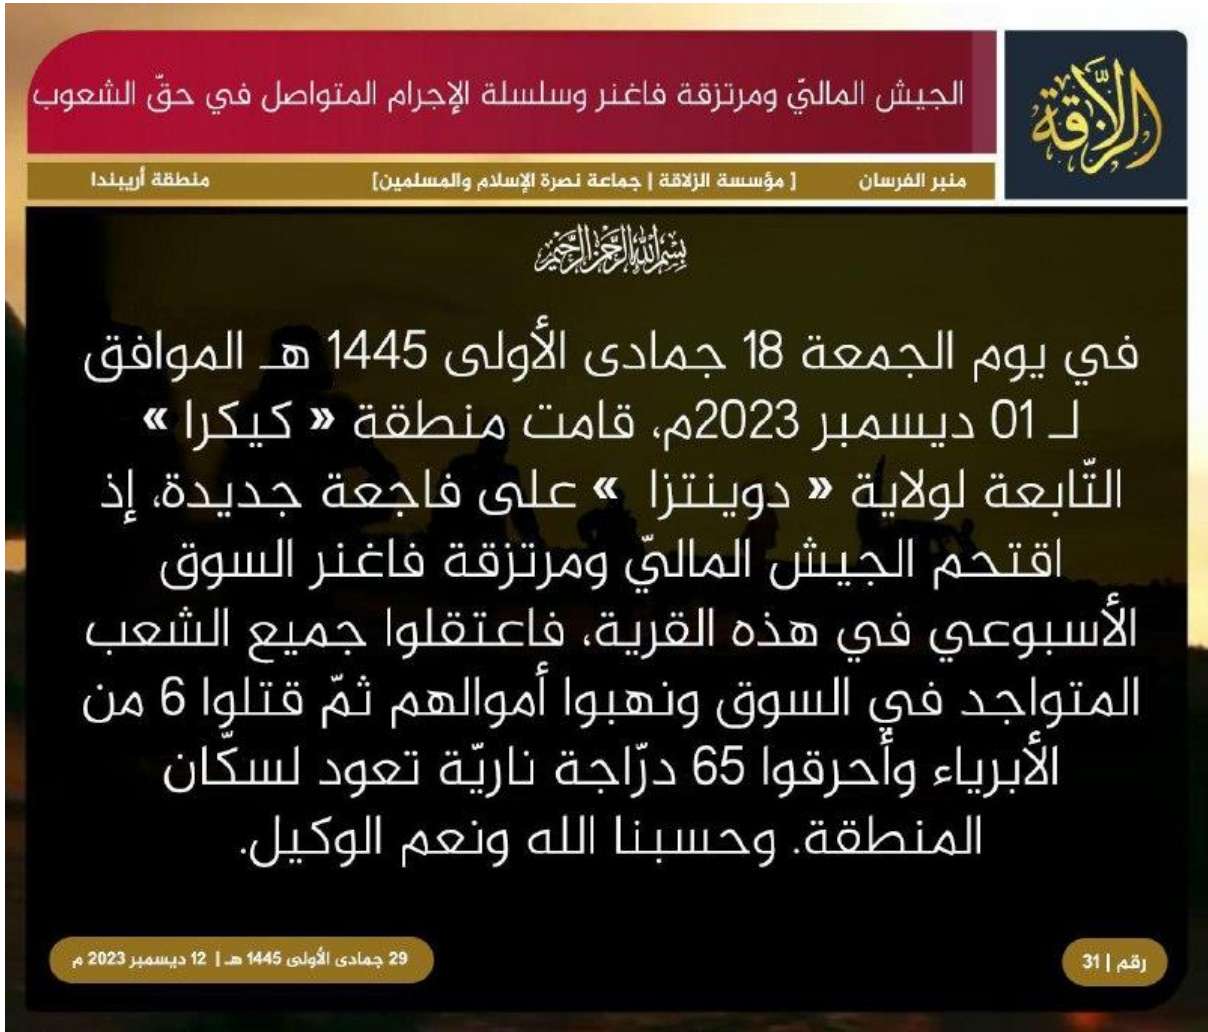 الزلاقة
الجيش الماليّ ومرتزقة فاغنر وسلسلة الإجرام المتواصل في حقّ الشعوب
منبر الفرسان
[ مؤسسة الزلاقة | جماعة نصرة الإسلام والمسلمين]
منطقة أريبندا
بسم الله الرحمن الرحيم
في يوم الجمعة 18 جمادى الأولى 1445 هـ الموافق
لـ 01 ديسمبر 2023م، قامت منطقة « كيكرا »
التّابعة لولاية « دوينتزا » على فاجعة جديدة، إذ
اقتحم الجيش الماليّ ومرتزقة فاغنر السوق
الأسبوعي في هذه القرية، فاعتقلوا جميع الشعب
المتواجد في السوق ونهبوا أموالهم ثمّ قتلوا 6 من
الأبرياء وأحرقوا 65 درّاجة ناريّة تعود لسكّان
المنطقة. وحسبنا الله ونعم الوكيل.
رقم | 31
29 جمادى الأولى 1445 هـ | 12 ديسمبر 2023 م